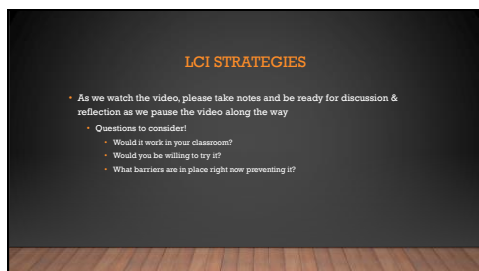 LCI STRATEGIES
• As we watch the video, please take notes and be ready for discussion &
reflection as we pause the video along the way
• Questions to consider!
• Would it work in your classroom?
• Would you be willing to try it?
• What barriers are in place right now preventing it?